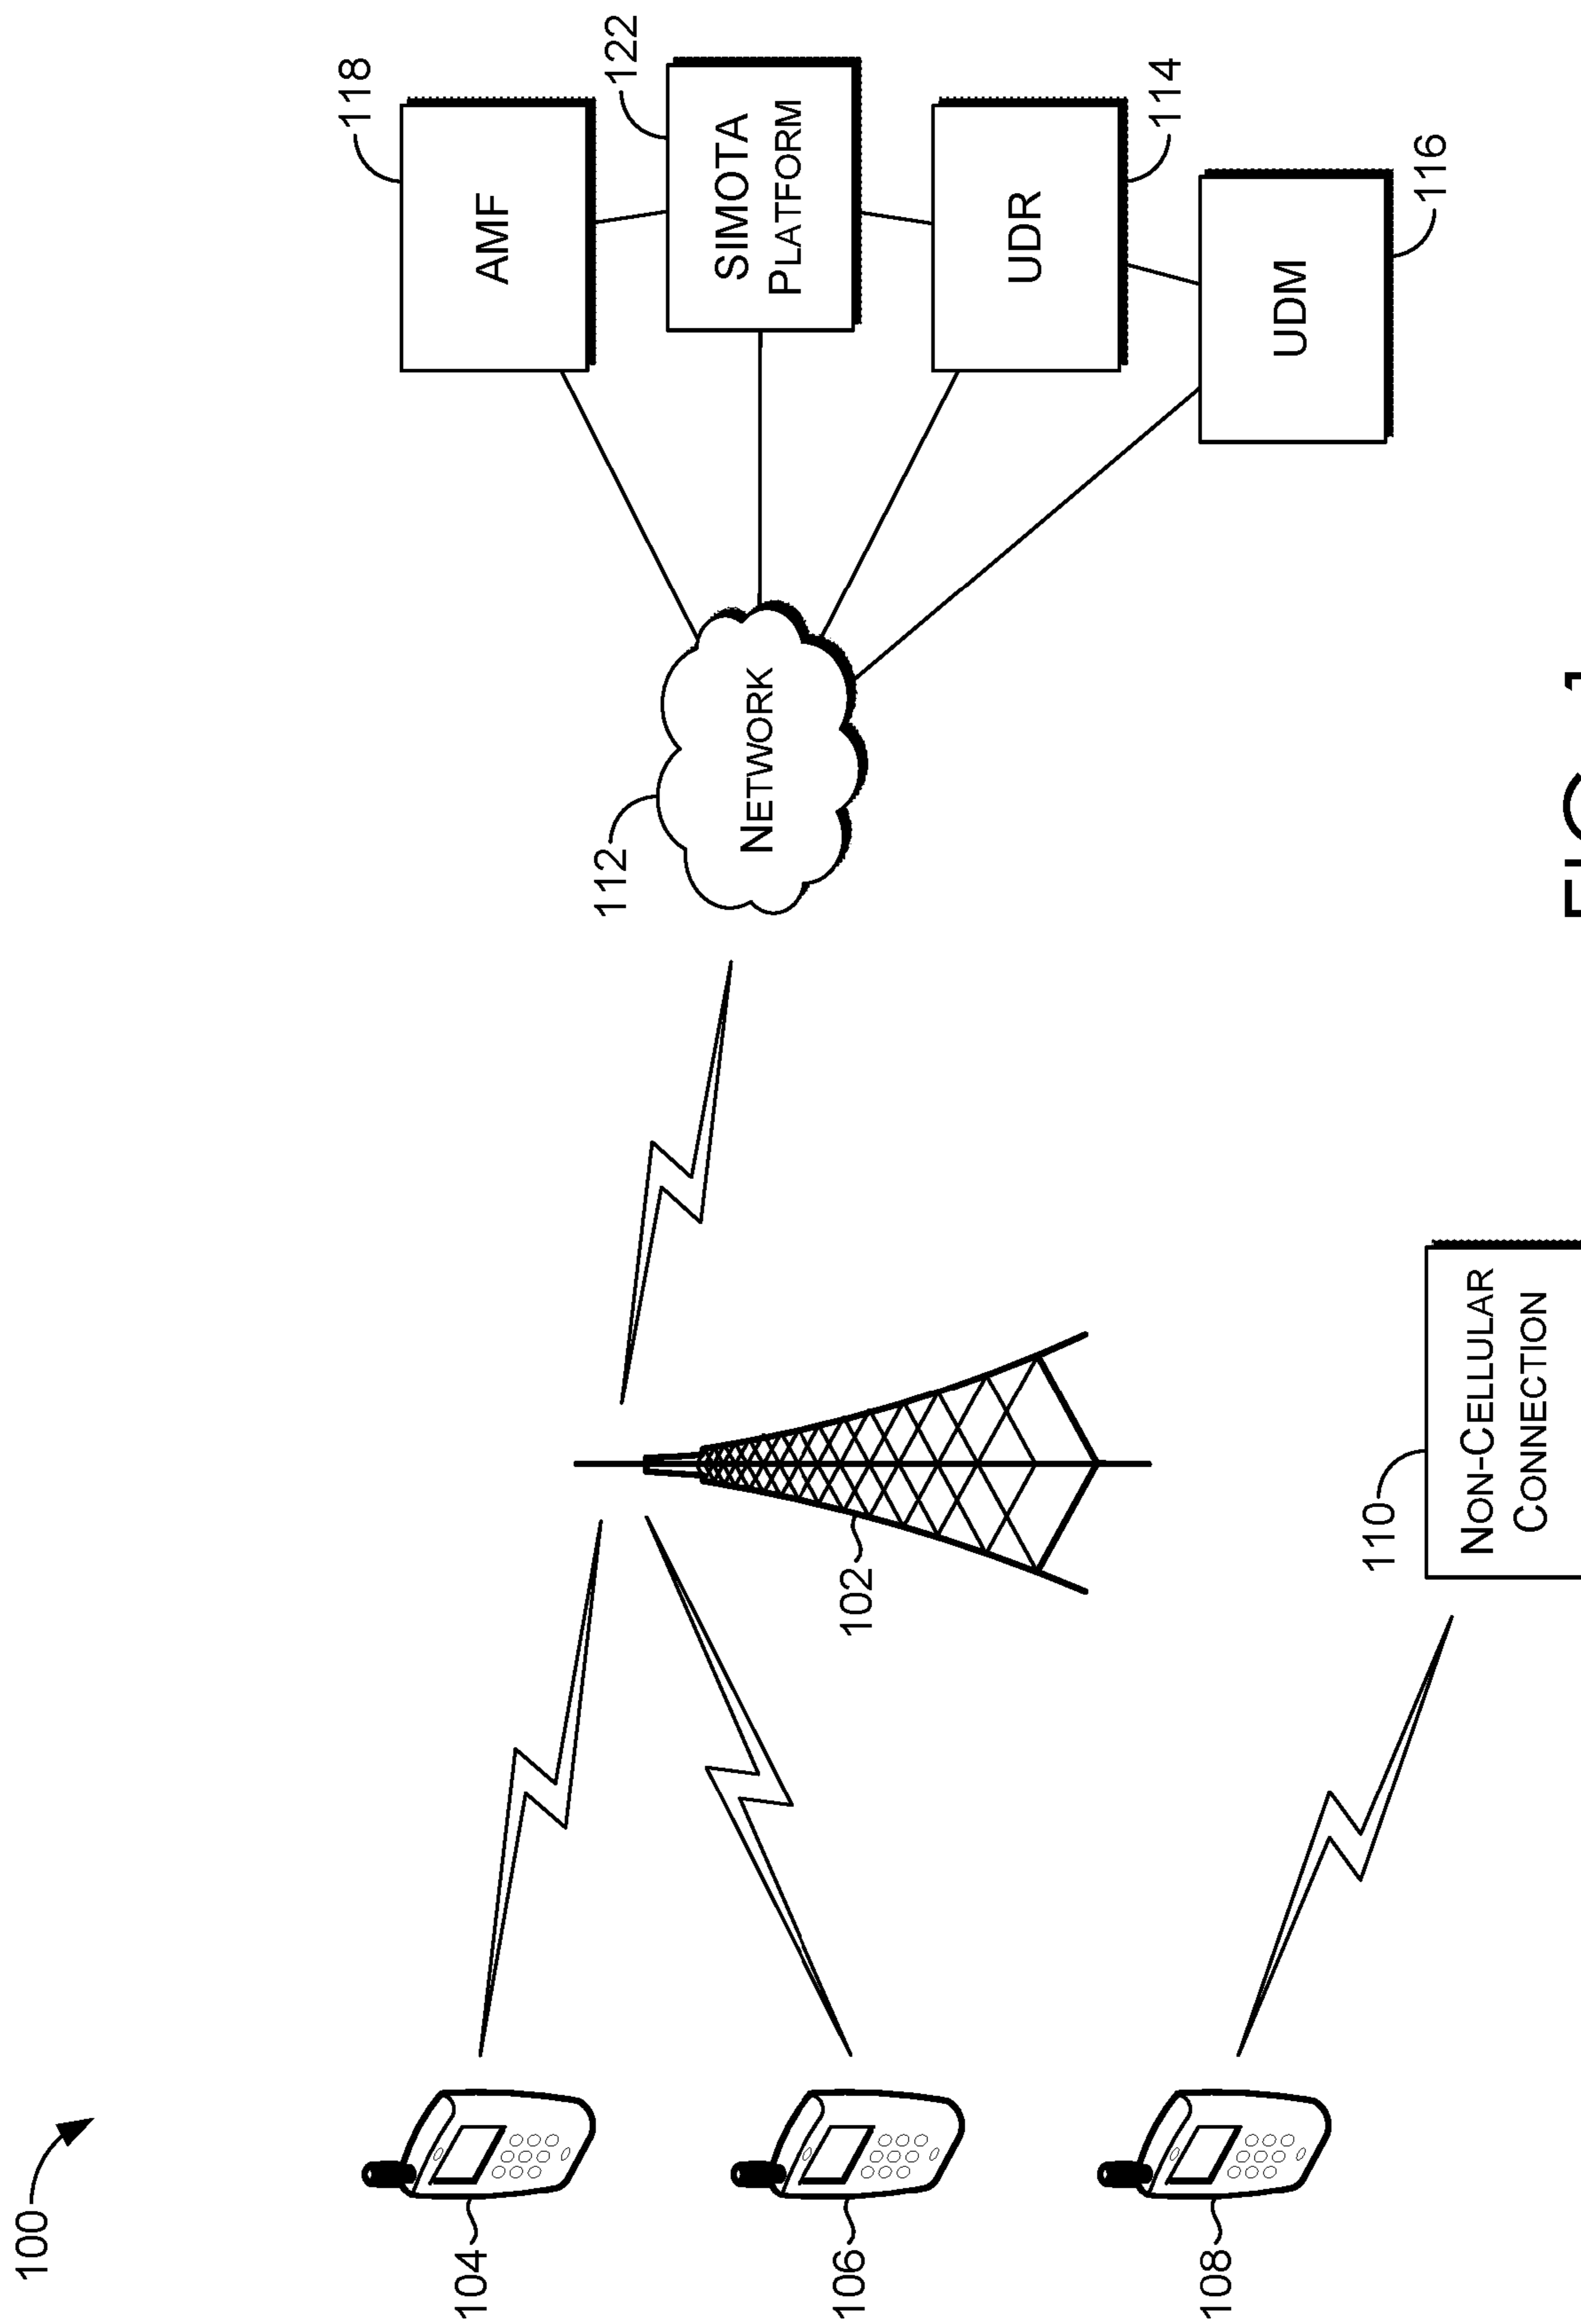 100
118
AMF
122
SIMOTA
PLATFORM
114
UDR
116
UDM
112
NETWORK
104
106
108
102
110
NON-CELLULAR
CONNECTION